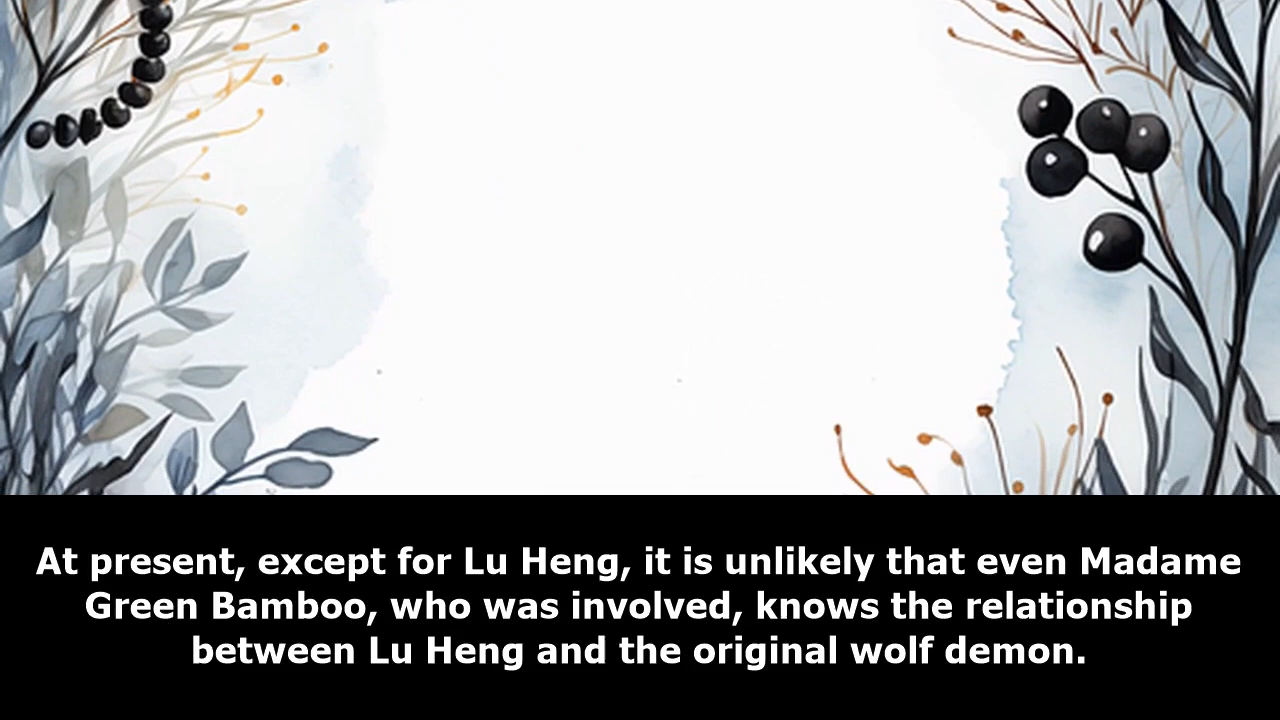 At present, except for Lu Heng, it is unlikely that even Madame
Green Bamboo, who was involved, knows the relationship
between Lu Heng and the original wolf demon.